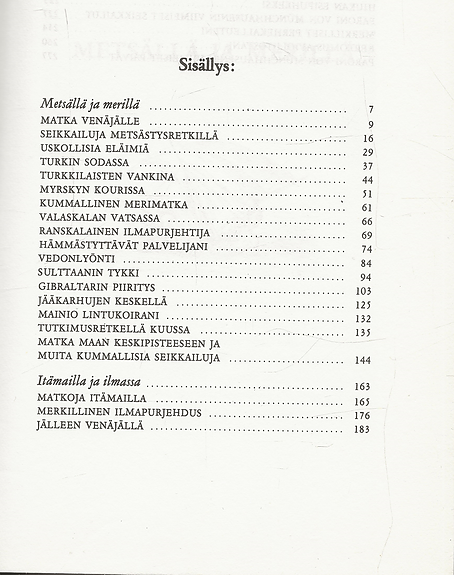 Sisällys:
Metsällä ja merillä ........................ 7
MATKA VENÄJÄLLE ........................ 9
SEIKKAILUJA METSÄSTYSRETKILLÄ ........................ 16
USKOLLISIA ELÄIMIÄ ........................ 29
TURKIN SODASSA ........................ 37
TURKKILAISTEN VANKINA ........................ 44
MYRSKYN KOURISSA ........................ 51
KUMMALLINEN MERIMATKA ........................ 61
VALASKALAN VATSASSA ........................ 66
RANSKALAINEN ILMAPURJEHTIJA ........................ 69
HÄMMÄSTYTTÄVÄT PALVELIJANI ........................ 74
VEDONLYÖNTI ........................ 84
SULTTAANIN TYKKI ........................ 94
GIBRALTARIN PIIRITYS ........................ 103
JÄÄKARHUJEN KESKELLÄ ........................ 125
MAINIO LINTUKOIRANI ........................ 132
TUTKIMUSRETKELLÄ KUUSSA ........................ 135
MATKA MAAN KESKIPISTEESEEN JA
MUITA KUMMALLISIA SEIKKAILUJA ........................ 144
Itämailla ja ilmassa ........................ 163
MATKOJA ITÄMAILLA ........................ 165
MERKILLINEN ILMAPURJEHDUS ........................ 176
JÄLLEEN VENÄJÄLLÄ ........................ 183